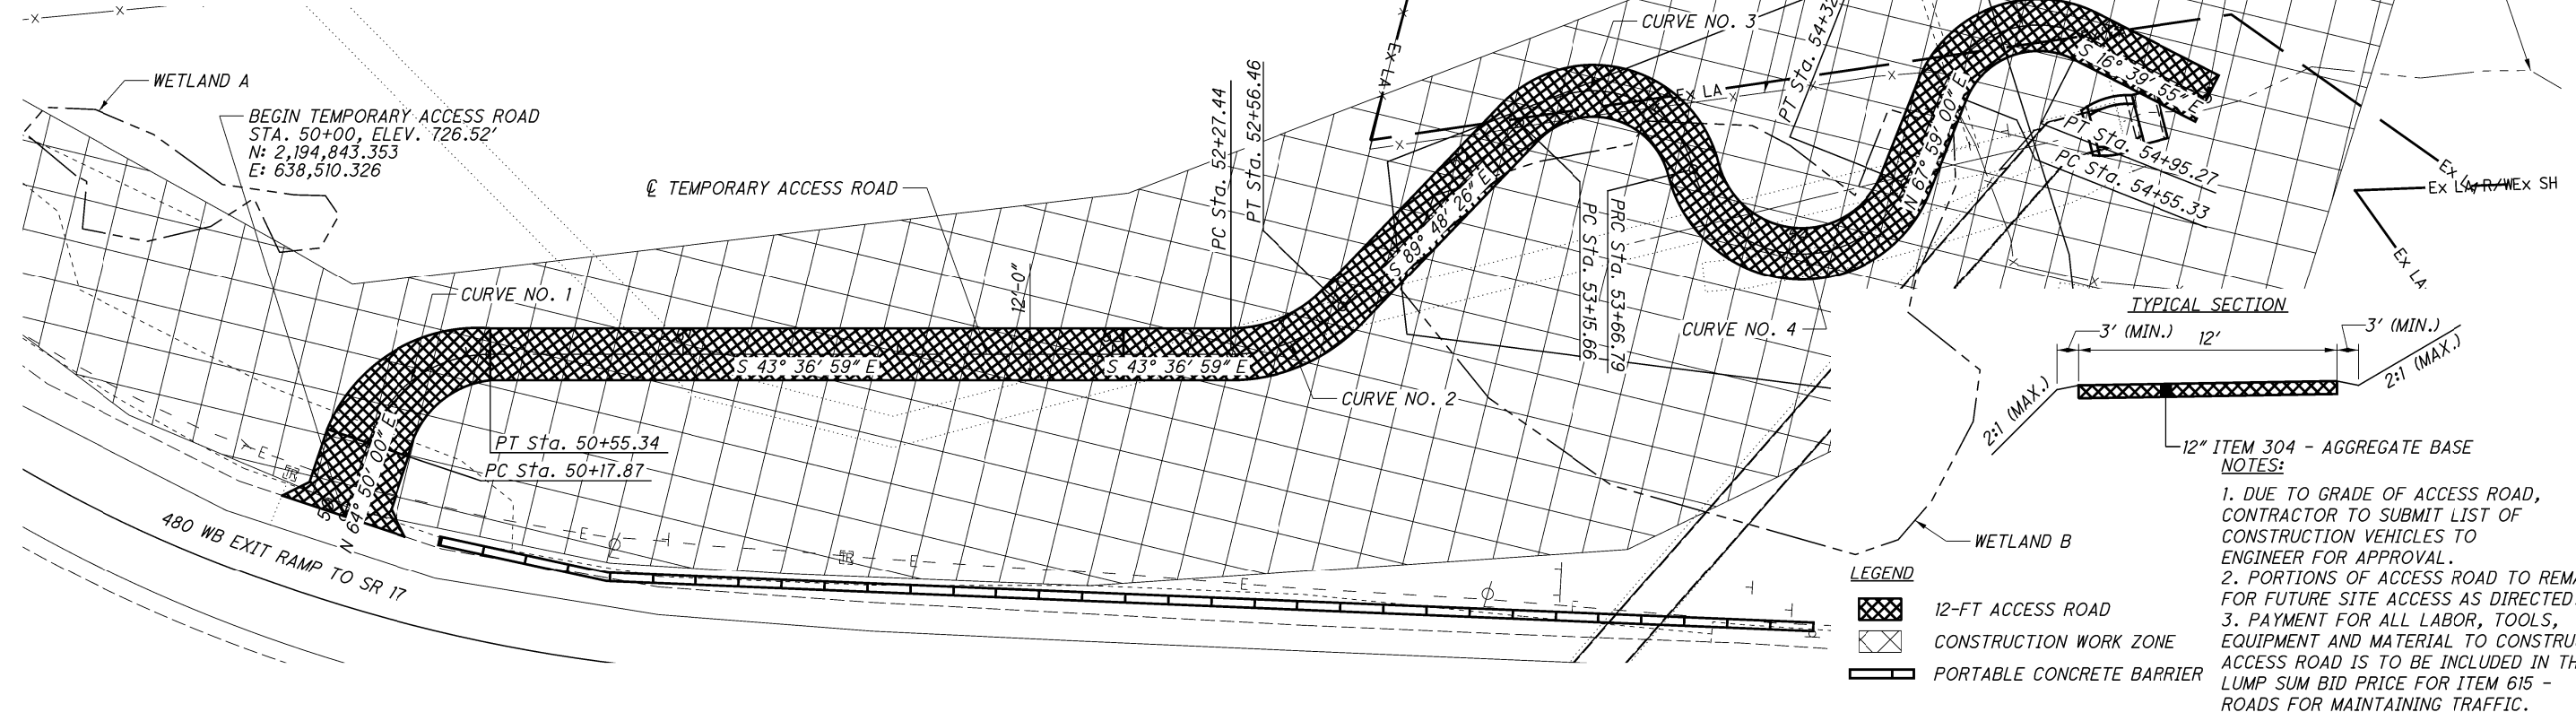 WETLAND A
BEGIN TEMPORARY ACCESS ROAD
STA. 50+00, ELEV. 726.52'
N: 2,194,843.353
E: 638,510.326
℄ TEMPORARY ACCESS ROAD
CURVE NO. 1
12'-0"
S 43° 36' 59" E
S 43° 36' 59" E
PT Sta. 50+55.34
PC Sta. 50+17.87
N 64° 50' 00" E
480 WB EXIT RAMP TO SR 17
E
E
E
E
PC Sta. 52+27.44
PT Sta. 52+56.46
CURVE NO. 2
S 89° 48' 26" E
Ex LA
CURVE NO. 3
Ex LA
PC Sta. 53+15.66
PRC Sta. 53+66.79
PT Sta. 54+32
CURVE NO. 4
N 67° 59' 00" E
S 16° 39' 55" E
PT Sta. 54+95.27
PC Sta. 54+55.33
Ex LA R/W Ex SH
Ex LA
WETLAND B
TYPICAL SECTION
3' (MIN.)
12'
3' (MIN.)
2:1 (MAX.)
2:1 (MAX.)
12" ITEM 304 - AGGREGATE BASE
NOTES:
1. DUE TO GRADE OF ACCESS ROAD,
CONTRACTOR TO SUBMIT LIST OF
CONSTRUCTION VEHICLES TO
ENGINEER FOR APPROVAL.
2. PORTIONS OF ACCESS ROAD TO REMA
FOR FUTURE SITE ACCESS AS DIRECTED
3. PAYMENT FOR ALL LABOR, TOOLS,
EQUIPMENT AND MATERIAL TO CONSTRU
ACCESS ROAD IS TO BE INCLUDED IN TH
LUMP SUM BID PRICE FOR ITEM 615 -
ROADS FOR MAINTAINING TRAFFIC.
LEGEND
12-FT ACCESS ROAD
CONSTRUCTION WORK ZONE
PORTABLE CONCRETE BARRIER